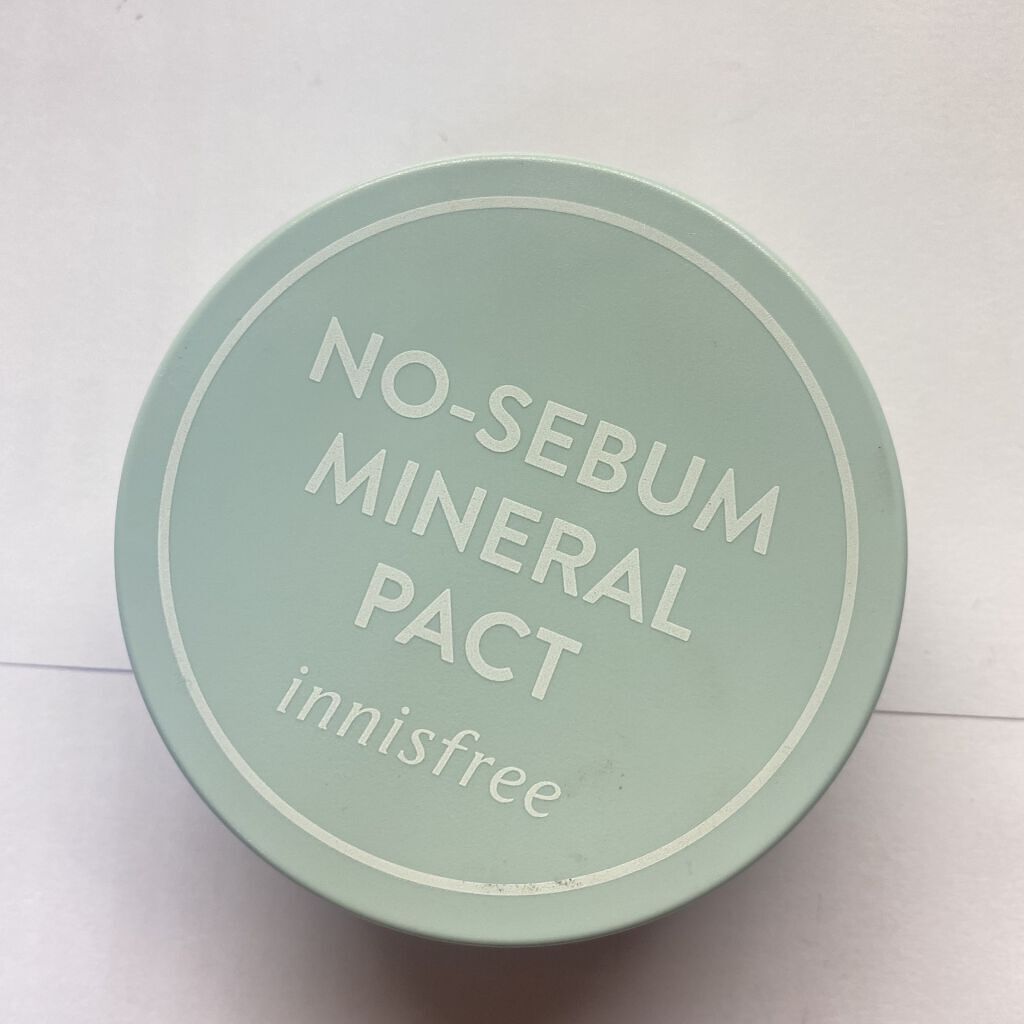 NO-SEBUM
MINERAL
PACT
innisfree